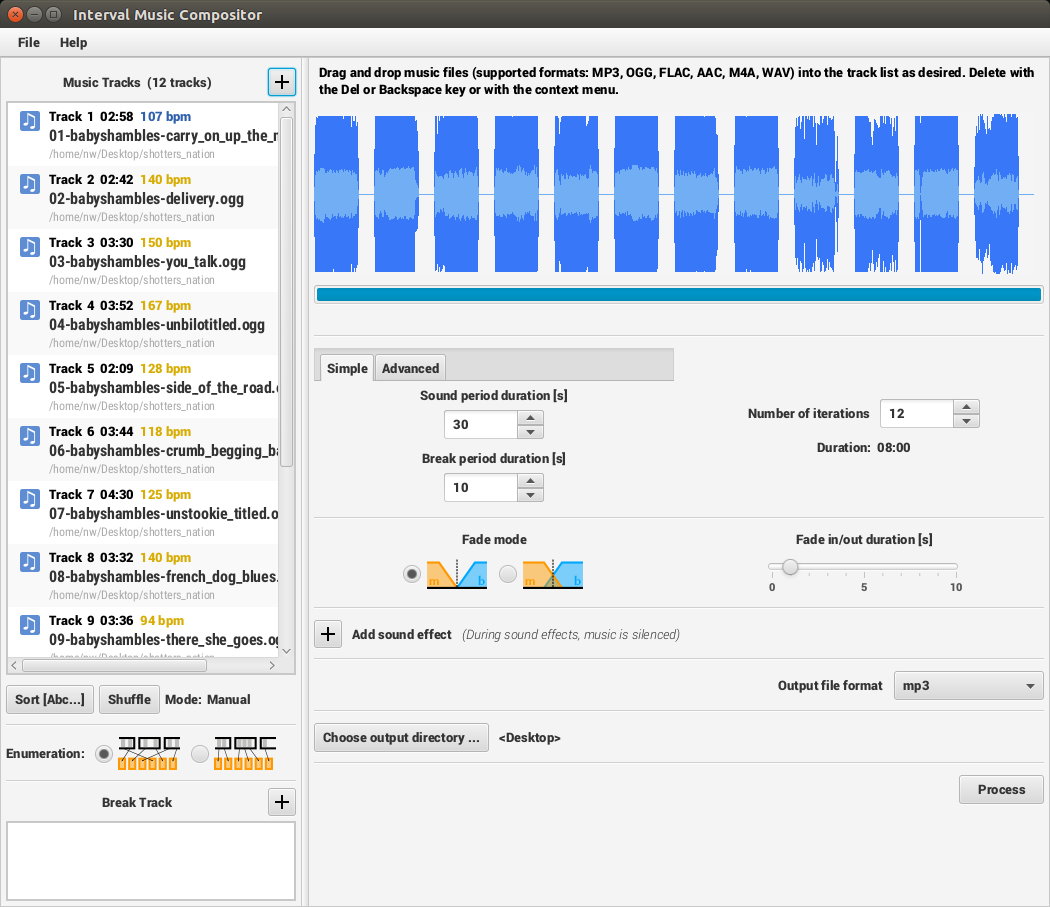 Interval Music Compositor
File Help
Music Tracks (12 tracks)
Track 1 02:58 107 bpm
01-babyshambles-carry_on_up_the_
/home/nw/Desktop/shotters_nation
Track 2 02:42 140 bpm
02-babyshambles-delivery.ogg
/home/nw/Desktop/shotters_nation
Track 3 03:30 150 bpm
03-babyshambles-you_talk.ogg
/home/nw/Desktop/shotters_nation
Track 4 03:52 167 bpm
04-babyshambles-unbilotitled.ogg
/home/nw/Desktop/shotters_nation
Track 5 02:09 128 bpm
05-babyshambles-side_of_the_road.
/home/nw/Desktop/shotters_nation
Track 6 03:44 118 bpm
06-babyshambles-crumb_begging_ba
/home/nw/Desktop/shotters_nation
Track 7 04:30 125 bpm
07-babyshambles-unstookie_titled.o
/home/nw/Desktop/shotters_nation
Track 8 03:32 140 bpm
08-babyshambles-french_dog_blues.
/home/nw/Desktop/shotters_nation
Track 9 03:36 94 bpm
09-babyshambles-there_she_goes.og
/home/nw/Desktop/shotters_nation
Sort [Abc...] Shuffle Mode: Manual
Enumeration:
Break Track
Drag and drop music files (supported formats: MP3, OGG, FLAC, AAC, M4A, WAV) into the track list as desired. Delete with
the Del or Backspace key or with the context menu.
Simple Advanced
Sound period duration [s]
30
Break period duration [s]
10
Number of iterations 12
Duration: 08:00
Fade mode
m b m b
Fade in/out duration [s]
0 5 10
Add sound effect (During sound effects, music is silenced)
Output file format mp3
Choose output directory ... <Desktop>
Process